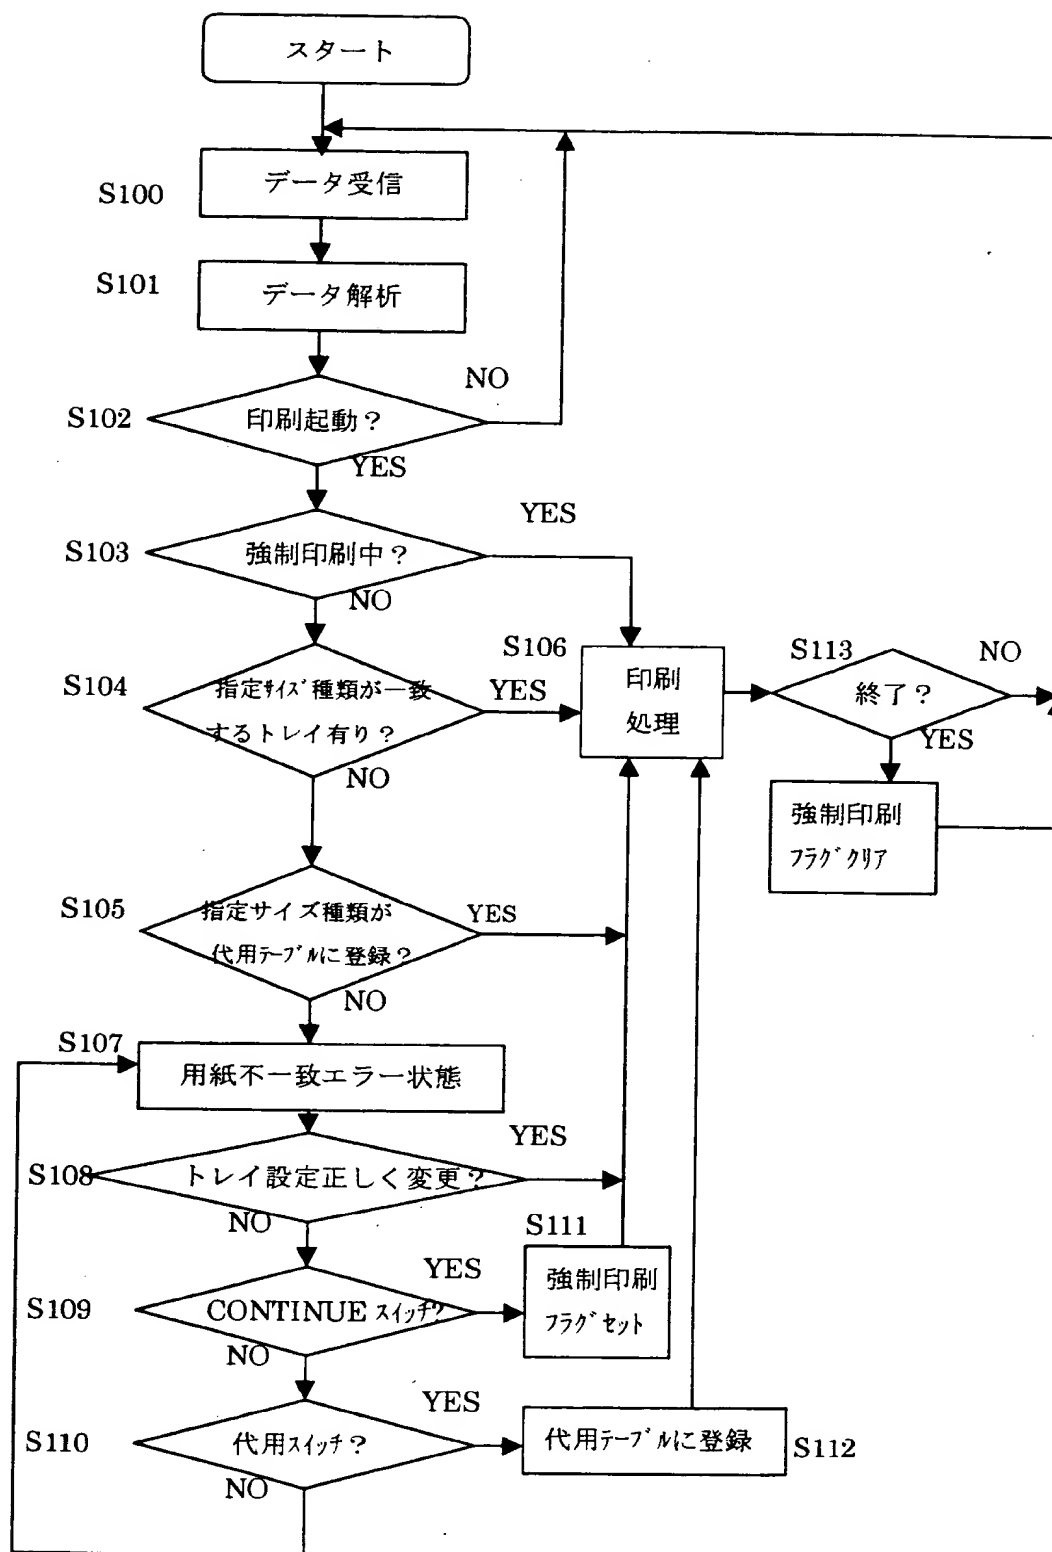 スタート
S100
データ受信
S101
データ解析
S102
印刷起動？
NO
YES
S103
強制印刷中？
YES
NO
S104
指定ｻｲｽﾞ種類が一致
するトレイ有り？
YES
NO
S106
印刷
処理
S113
終了？
NO
YES
強制印刷
ﾌﾗｸﾞｸﾘｱ
S105
指定サイズ種類が
代用ﾃｰﾌﾞﾙに登録？
YES
NO
S107
用紙不一致エラー状態
S108
トレイ設定正しく変更？
YES
NO
S109
CONTINUE ｽｲｯﾁ?
YES
NO
S111
強制印刷
ﾌﾗｸﾞｾｯﾄ
S110
代用ｽｲｯﾁ？
YES
NO
代用ﾃｰﾌﾞﾙに登録
S112